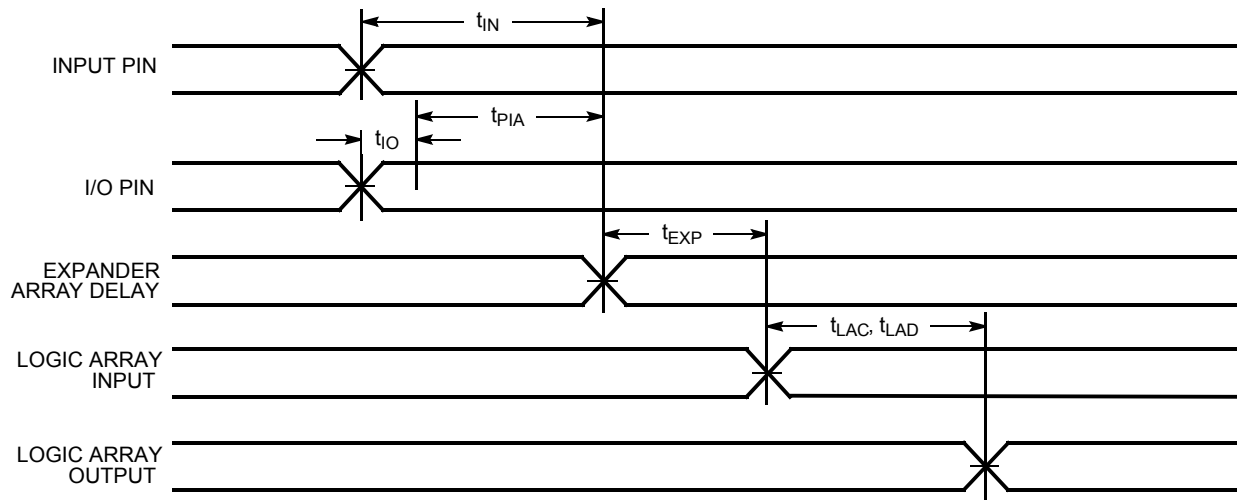 tIN
INPUT PIN
tPIA
tIO
I/O PIN
tEXP
EXPANDER
ARRAY DELAY
tLAC, tLAD
LOGIC ARRAY
INPUT
LOGIC ARRAY
OUTPUT